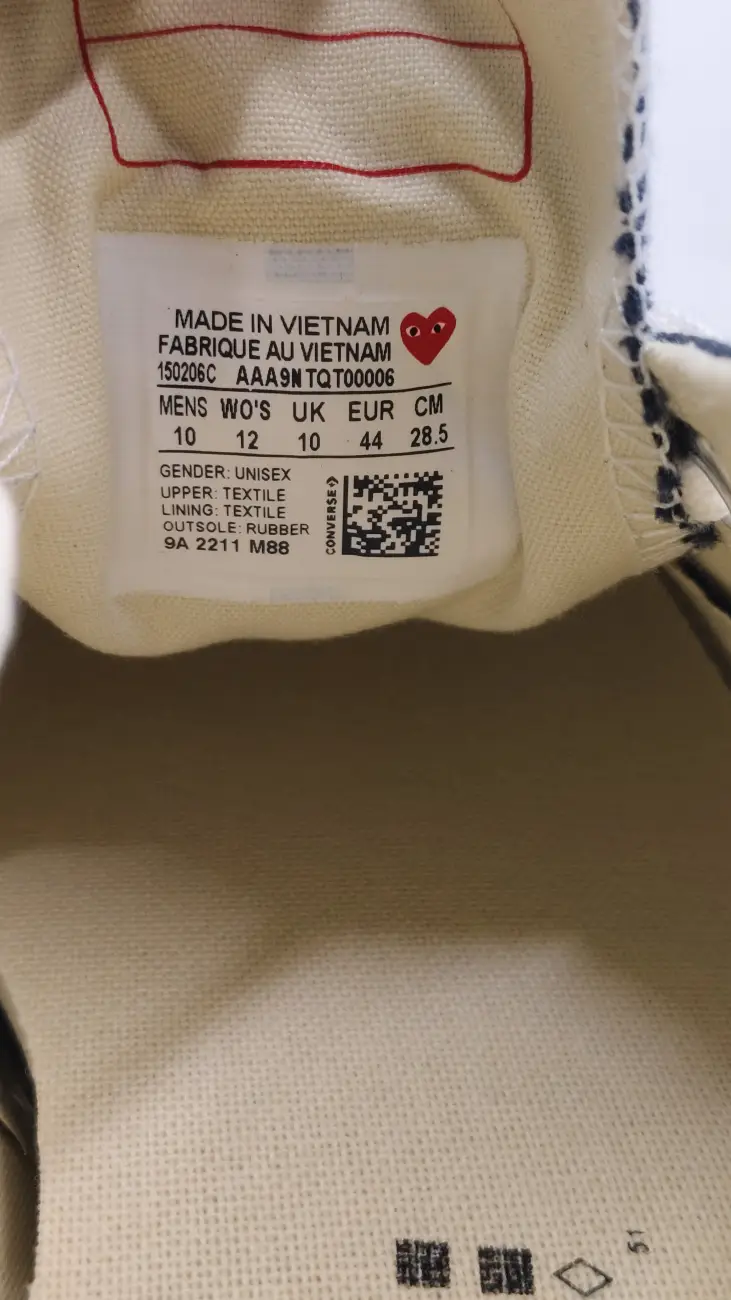 MADE IN VIETNAM
FABRIQUE AU VIETNAM
150206C AAA9N TQT00006
MENS WO'S UK EUR CM
10 12 10 44 28.5
GENDER: UNISEX
UPPER: TEXTILE
LINING: TEXTILE
OUTSOLE: RUBBER
9A 2211 M88
CONVERSE
51